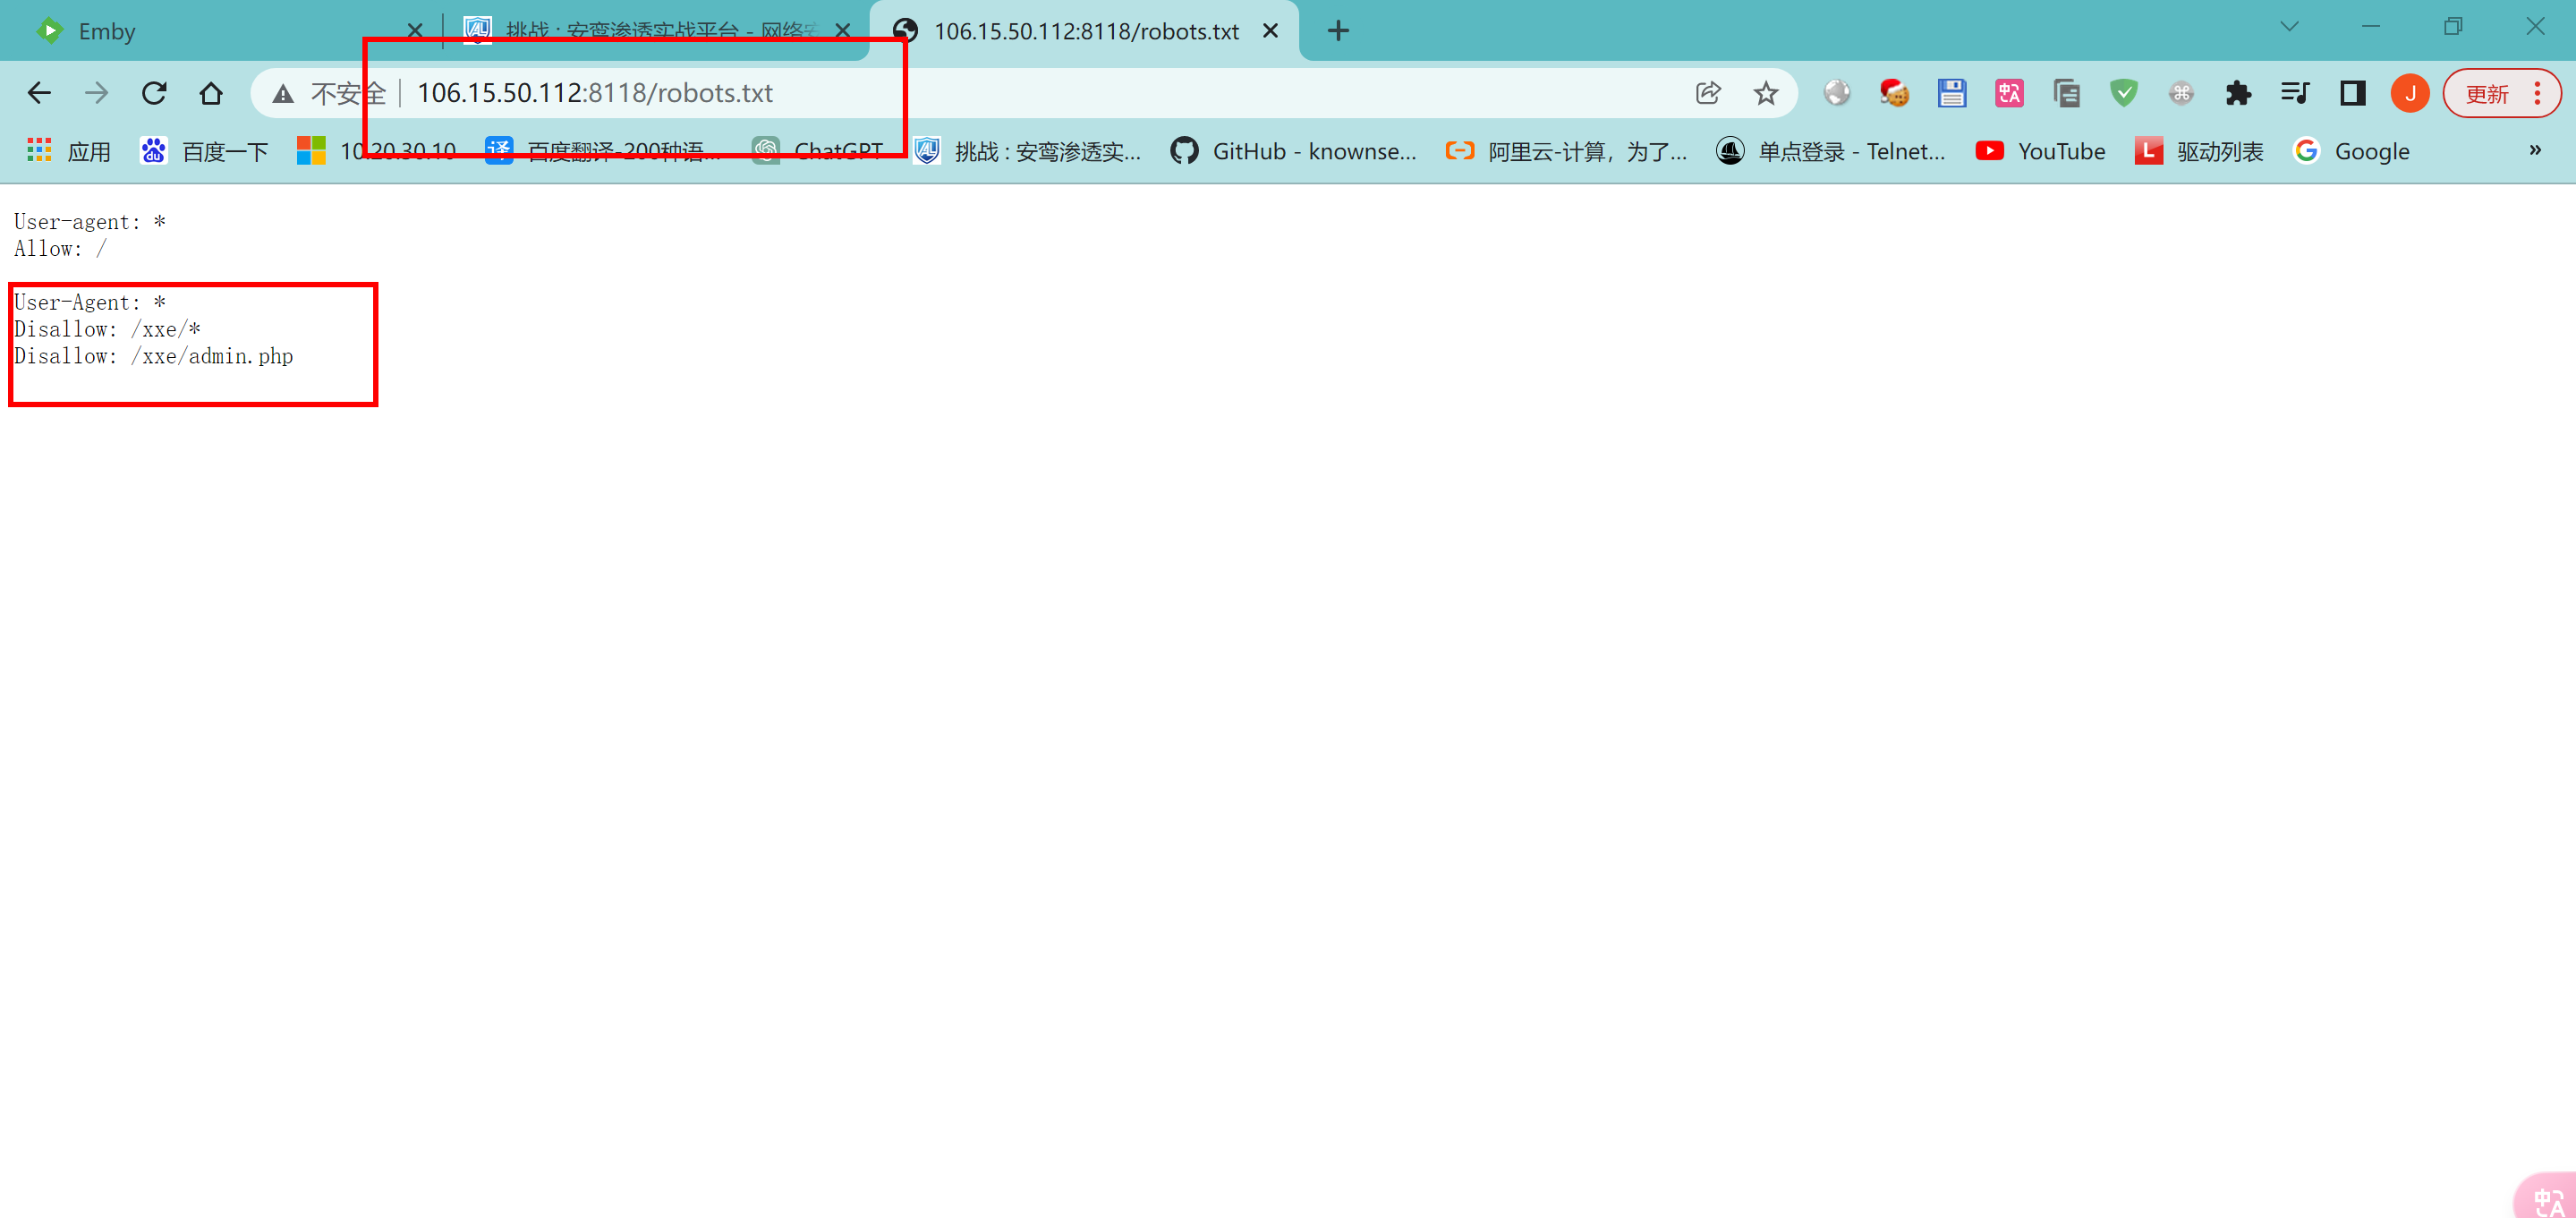 Emby
挑战 : 安鸾渗透实战平台 - 网络安
106.15.50.112:8118/robots.txt
不安全
106.15.50.112:8118/robots.txt
J
更新
应用
百度一下
10.20.30.10
译
百度翻译-200种语...
ChatGPT
挑战 : 安鸾渗透实...
GitHub - knownse...
阿里云-计算，为了...
单点登录 - Telnet...
YouTube
L
驱动列表
Google
»
User-agent: *
Allow: /
User-Agent: *
Disallow: /xxe/*
Disallow: /xxe/admin.php
中A